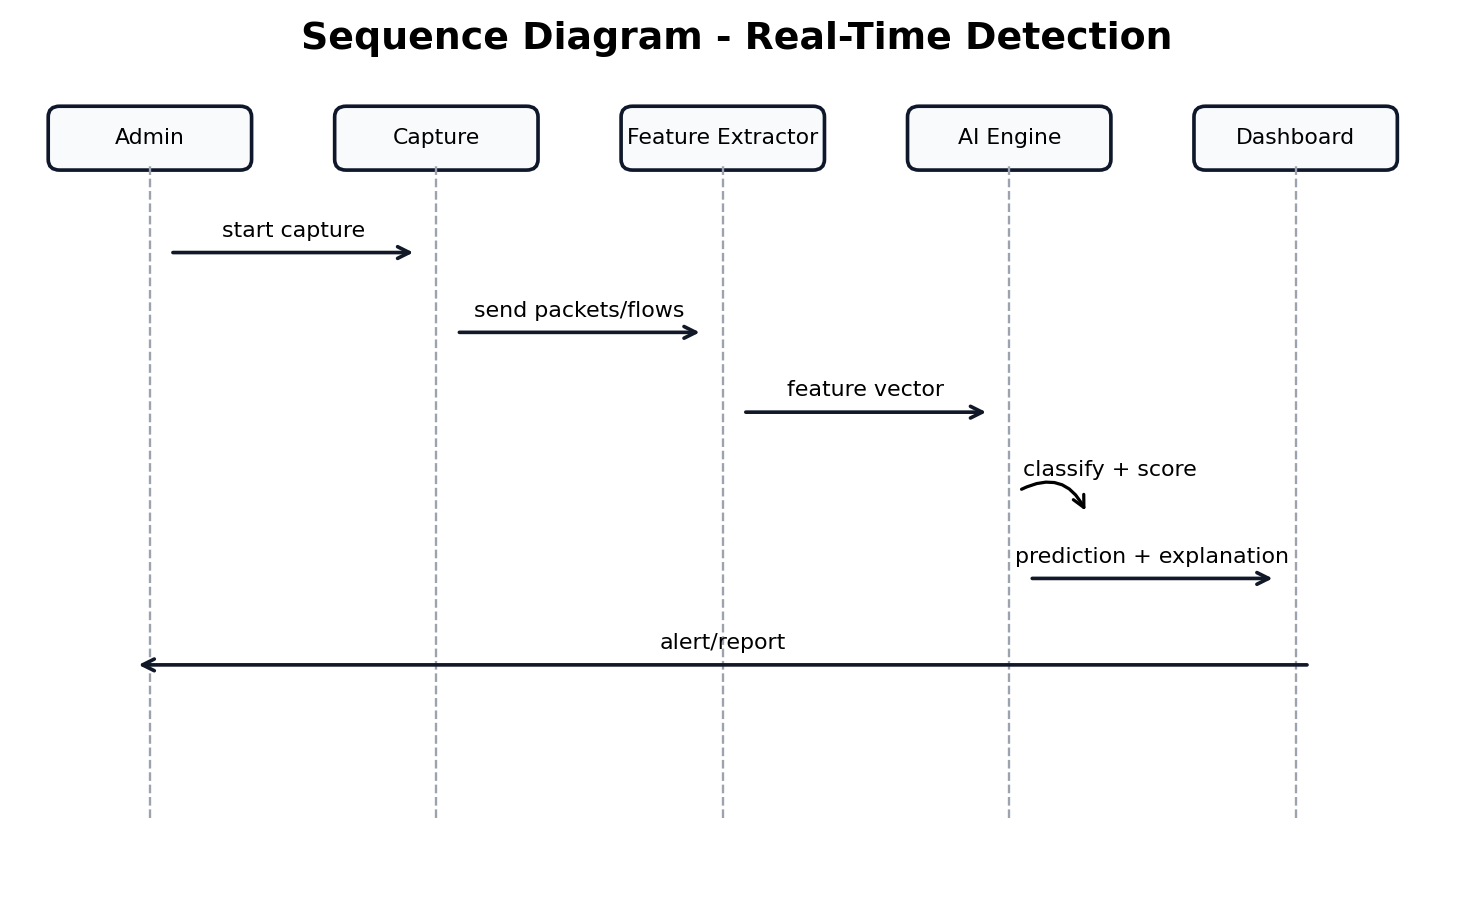 Sequence Diagram - Real-Time Detection
Admin
Capture
Feature Extractor
AI Engine
Dashboard
start capture
send packets/flows
feature vector
classify + score
prediction + explanation
alert/report